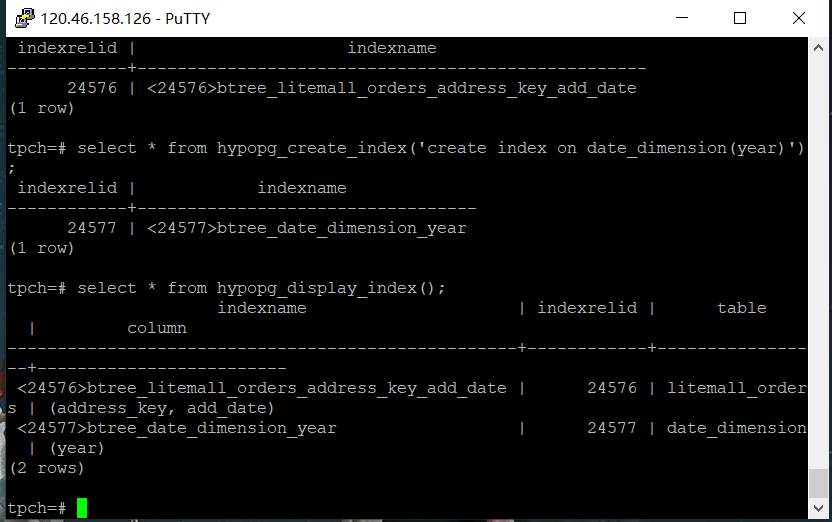 120.46.158.126 - PuTTY
 indexrelid |                     indexname
------------+---------------------------------------------------
      24576 | <24576>btree_litemall_orders_address_key_add_date
(1 row)

tpch=# select * from hypopg_create_index('create index on date_dimension(year)')
;
 indexrelid |            indexname
------------+----------------------------------
      24577 | <24577>btree_date_dimension_year
(1 row)

tpch=# select * from hypopg_display_index();
                     indexname                     | indexrelid |      table
  |         column
---------------------------------------------------+------------+---------------
--+-------------------------
 <24576>btree_litemall_orders_address_key_add_date |      24576 | litemall_order
s | (address_key, add_date)
 <24577>btree_date_dimension_year                  |      24577 | date_dimension
  | (year)
(2 rows)

tpch=#